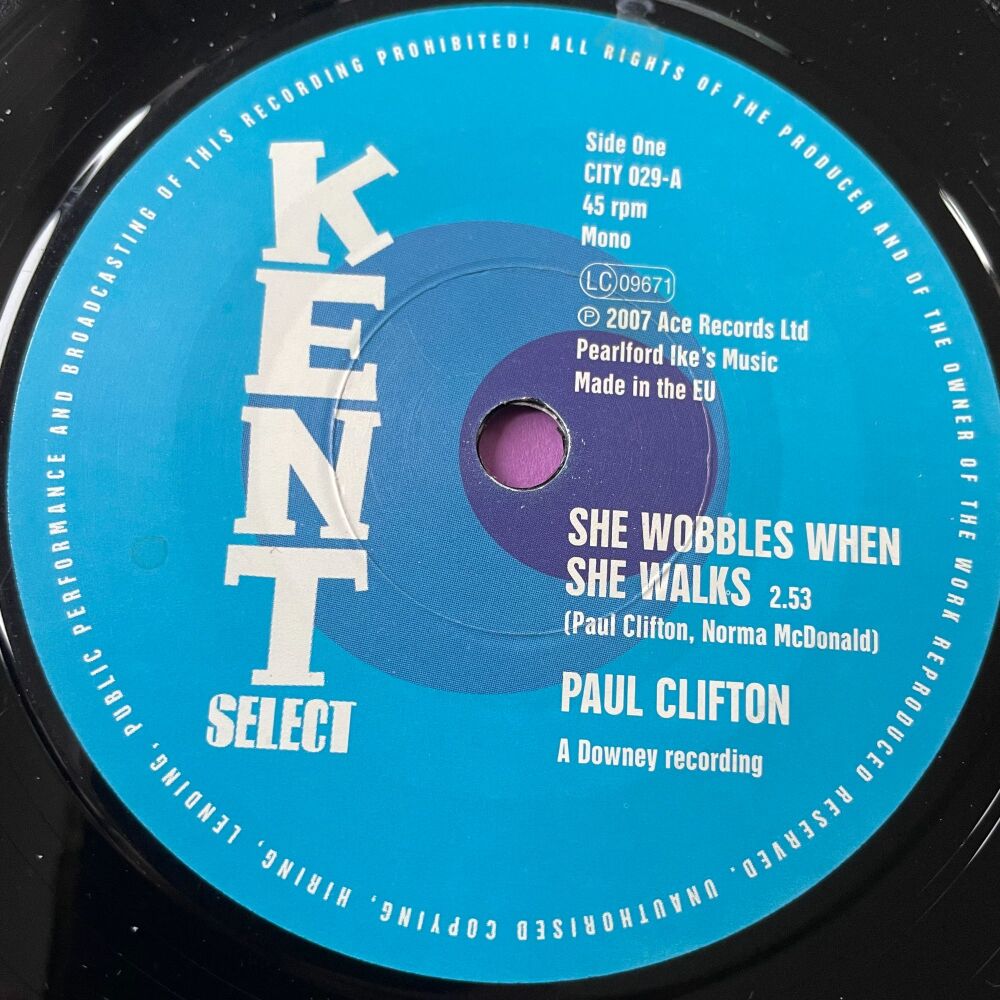 ALL RIGHTS OF THE PRODUCER AND OF THE OWNER OF THE WORK REPRODUCED RESERVED. UNAUTHORISED COPYING, HIRING, LENDING, PUBLIC PERFORMANCE AND BROADCASTING OF THIS RECORDING PROHIBITED!
KENT
SELECT
Side One
CITY 029-A
45 rpm
Mono
LC 09671
℗ 2007 Ace Records Ltd
Pearlford Ike's Music
Made in the EU
SHE WOBBLES WHEN
SHE WALKS 2.53
(Paul Clifton, Norma McDonald)
PAUL CLIFTON
A Downey recording